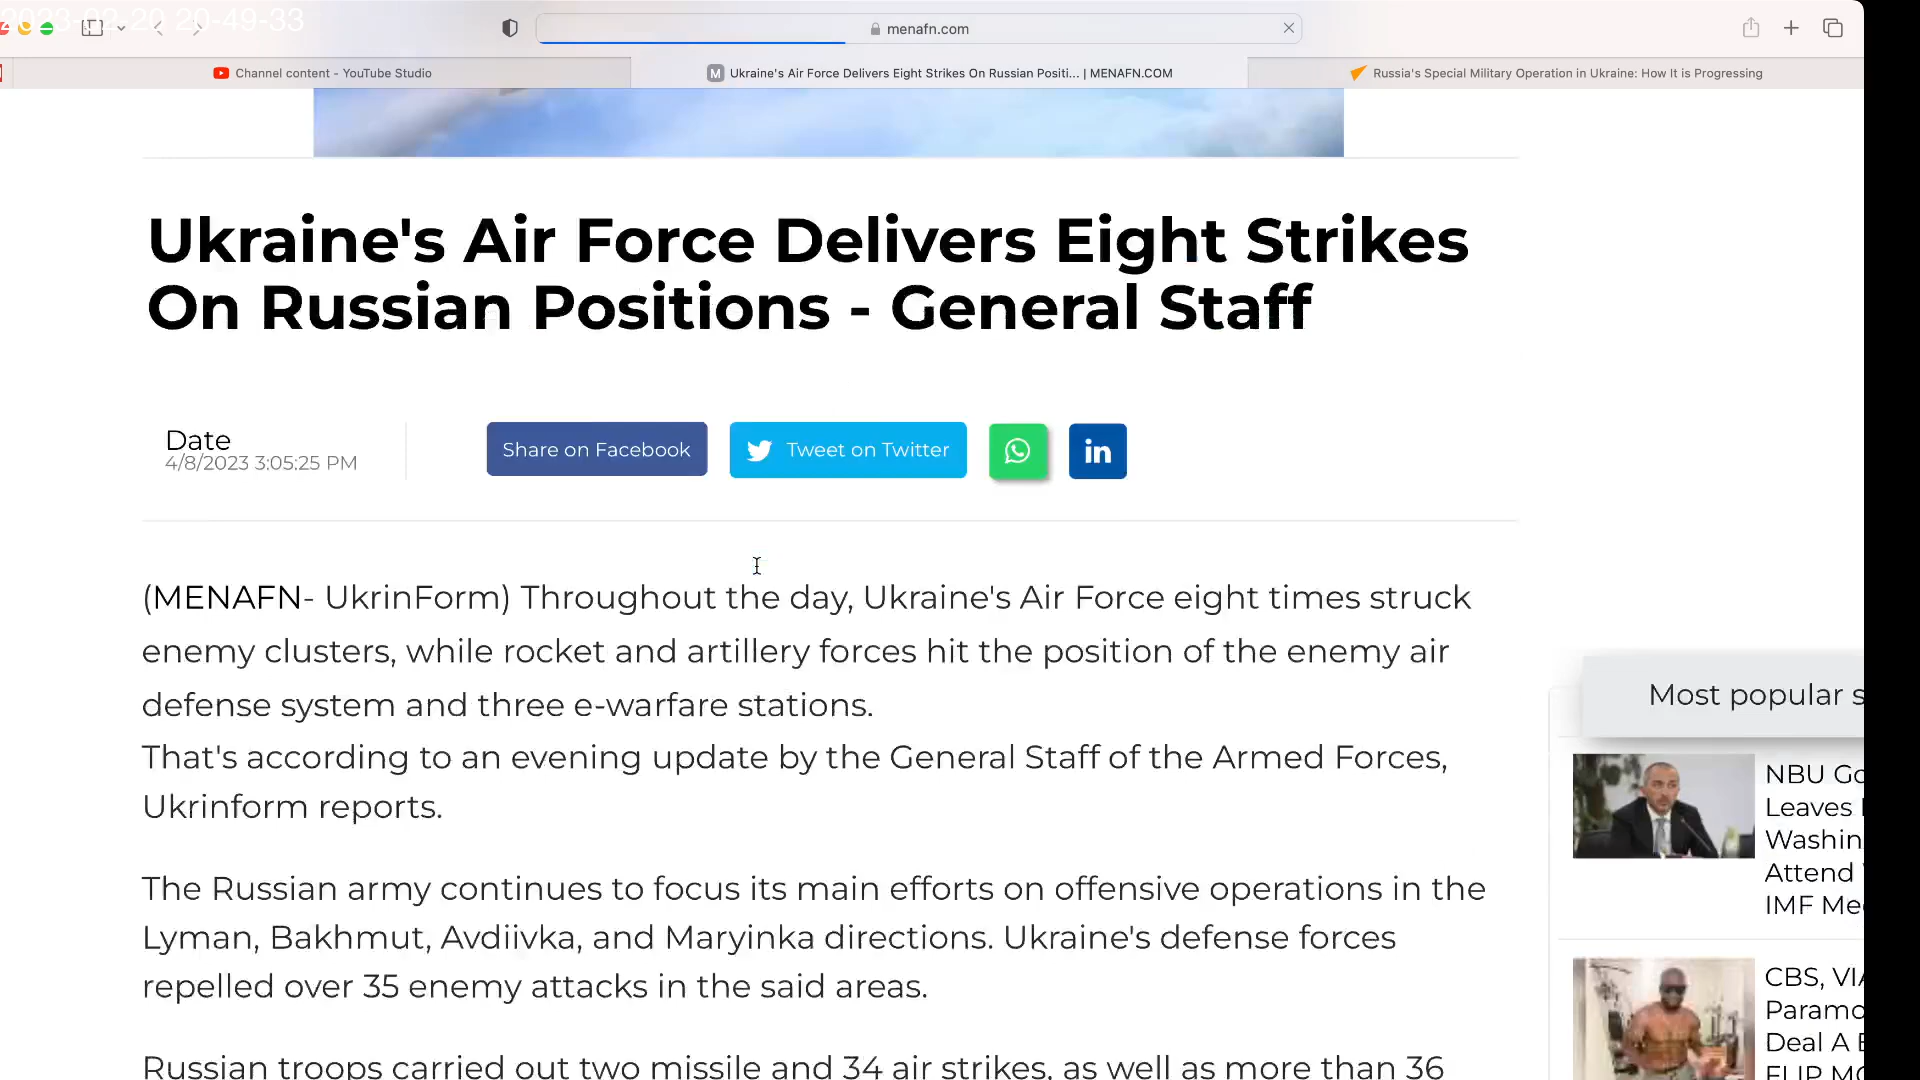 2023-02-20 20-49-33
menafn.com
Channel content - YouTube Studio
M Ukraine's Air Force Delivers Eight Strikes On Russian Positi... | MENAFN.COM
Russia's Special Military Operation in Ukraine: How It is Progressing
Ukraine's Air Force Delivers Eight Strikes
On Russian Positions - General Staff
Date
4/8/2023 3:05:25 PM
Share on Facebook
Tweet on Twitter
in
(MENAFN- UkrinForm) Throughout the day, Ukraine's Air Force eight times struck
enemy clusters, while rocket and artillery forces hit the position of the enemy air
defense system and three e-warfare stations.
That's according to an evening update by the General Staff of the Armed Forces,
Ukrinform reports.
The Russian army continues to focus its main efforts on offensive operations in the
Lyman, Bakhmut, Avdiivka, and Maryinka directions. Ukraine's defense forces
repelled over 35 enemy attacks in the said areas.
Russian troops carried out two missile and 34 air strikes, as well as more than 36
Most popular s
NBU Go
Leaves
Washin
Attend
IMF Me
CBS, VIA
Paramo
Deal A
FLIP MO